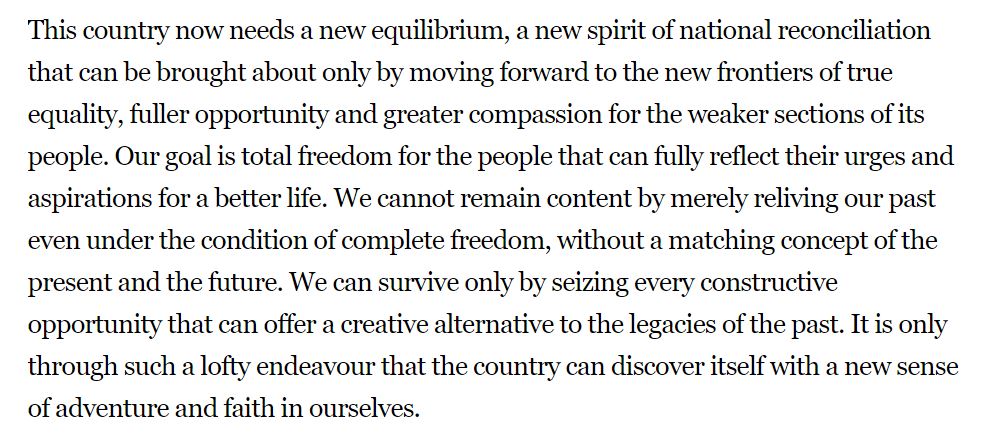 This country now needs a new equilibrium, a new spirit of national reconciliation
that can be brought about only by moving forward to the new frontiers of true
equality, fuller opportunity and greater compassion for the weaker sections of its
people. Our goal is total freedom for the people that can fully reflect their urges and
aspirations for a better life. We cannot remain content by merely reliving our past
even under the condition of complete freedom, without a matching concept of the
present and the future. We can survive only by seizing every constructive
opportunity that can offer a creative alternative to the legacies of the past. It is only
through such a lofty endeavour that the country can discover itself with a new sense
of adventure and faith in ourselves.